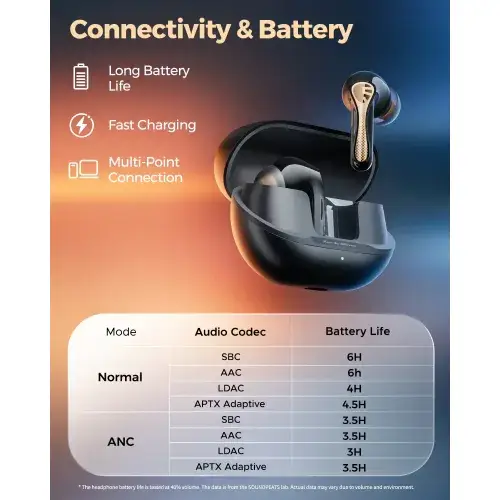 Connectivity & Battery
Long Battery
Life
Fast Charging
Multi-Point
Connection
Mode Audio Codec Battery Life
Normal
SBC 6H
AAC 6h
LDAC 4H
APTX Adaptive 4.5H
ANC
SBC 3.5H
AAC 3.5H
LDAC 3H
APTX Adaptive 3.5H
* The headphone battery life is tested at 40% volume. The data is from the SOUNDPEATS lab. Actual data may vary due to volume and environment.